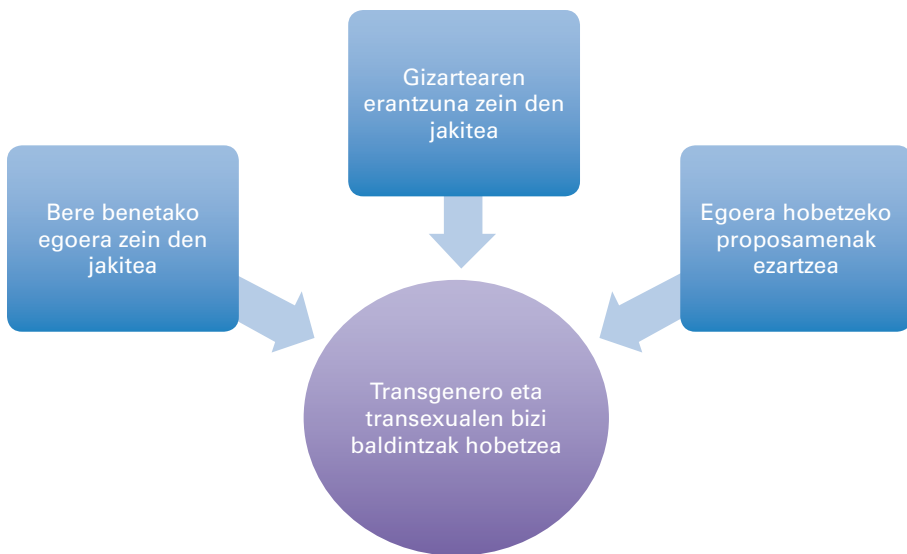 Gizartearen
erantzuna zein den
jakitea
Bere benetako
egoera zein den
jakitea
Egoera hobetzeko
proposamenak
ezartzea
Transgenero eta
transexualen bizi
baldintzak hobetzea